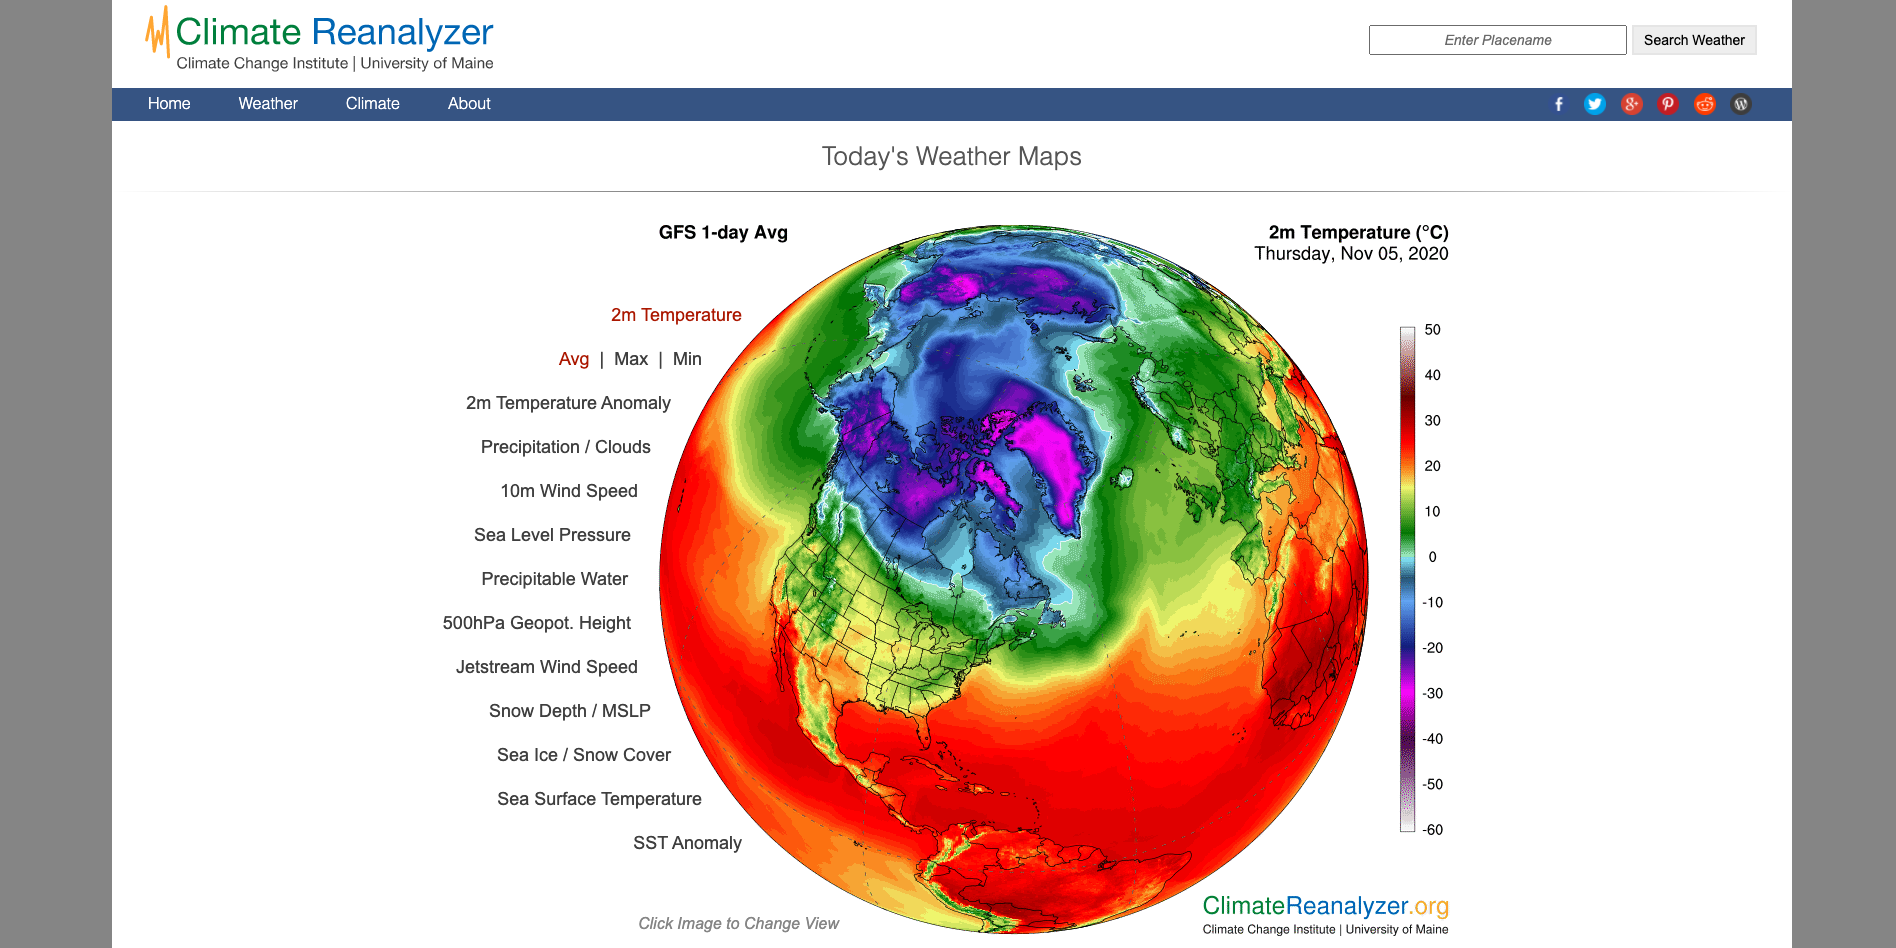 Climate Reanalyzer
Climate Change Institute | University of Maine
Enter Placename
Search Weather
Home Weather Climate About
Today's Weather Maps
GFS 1-day Avg
2m Temperature (°C)
Thursday, Nov 05, 2020
2m Temperature
Avg | Max | Min
2m Temperature Anomaly
Precipitation / Clouds
10m Wind Speed
Sea Level Pressure
Precipitable Water
500hPa Geopot. Height
Jetstream Wind Speed
Snow Depth / MSLP
Sea Ice / Snow Cover
Sea Surface Temperature
SST Anomaly
50
40
30
20
10
0
-10
-20
-30
-40
-50
-60
Click Image to Change View
ClimateReanalyzer.org
Climate Change Institute | University of Maine